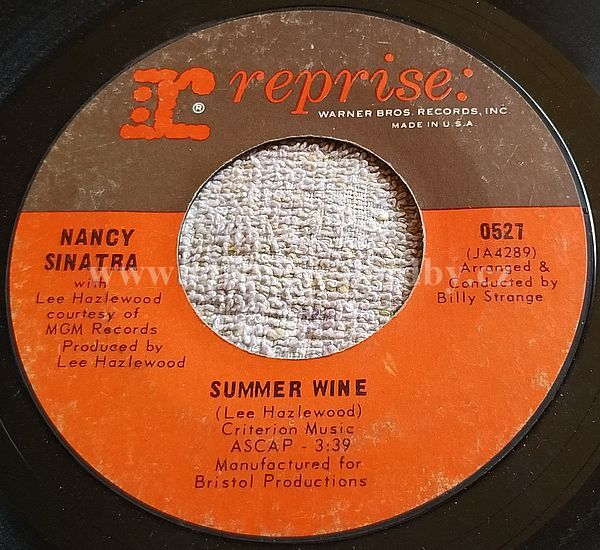 r® reprise:
WARNER BROS. RECORDS, INC.
MADE IN U.S.A.
NANCY
SINATRA
with
Lee Hazlewood
courtesy of
MGM Records
Produced by
Lee Hazlewood
0527
(JA4289)
Arranged &
Conducted by
Billy Strange
SUMMER WINE
(Lee Hazlewood)
Criterion Music
ASCAP - 3:39
Manufactured for
Bristol Productions